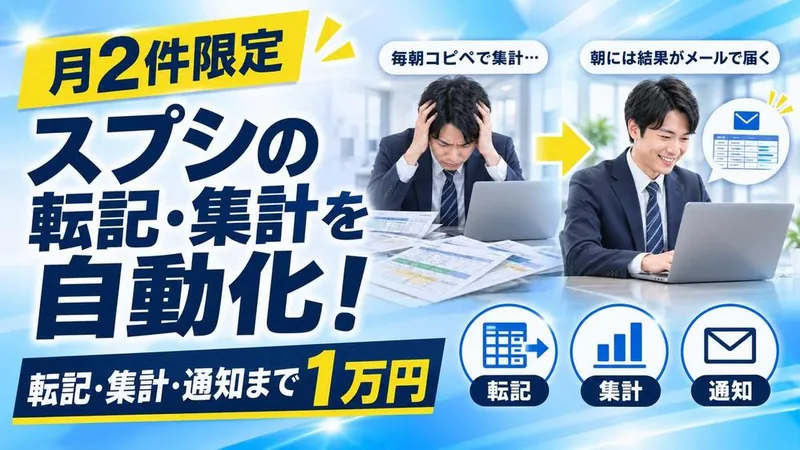 月2件限定
スプシの
転記・集計を
自動化！
転記・集計・通知まで1万円
毎朝コピペで集計…
朝には結果がメールで届く
転記
集計
通知